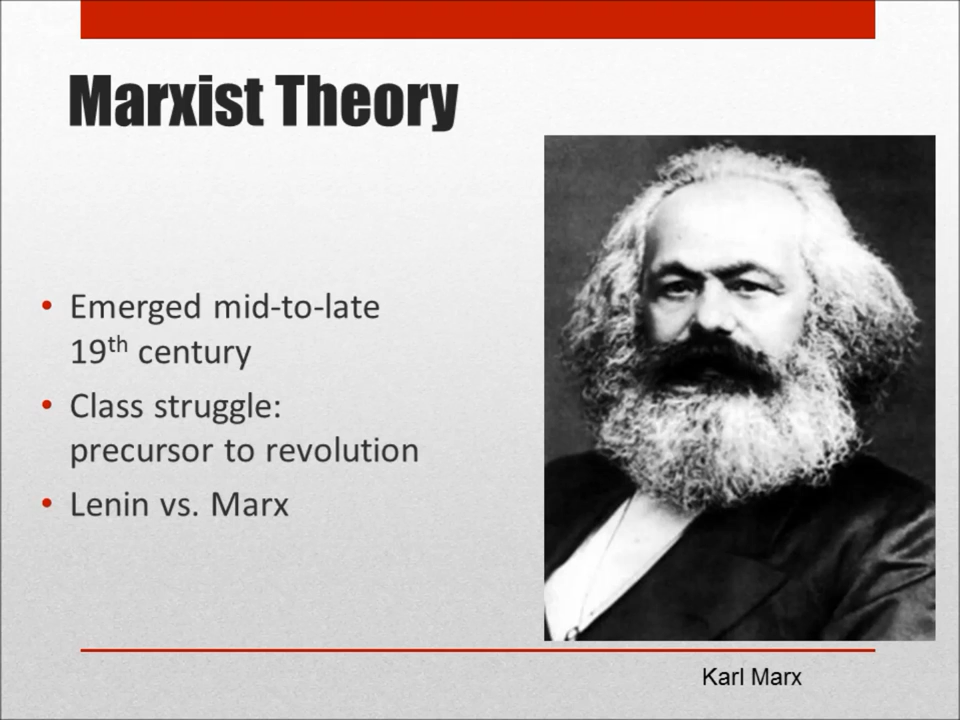 Marxist Theory
• Emerged mid-to-late
19th century
• Class struggle:
precursor to revolution
• Lenin vs. Marx
Karl Marx